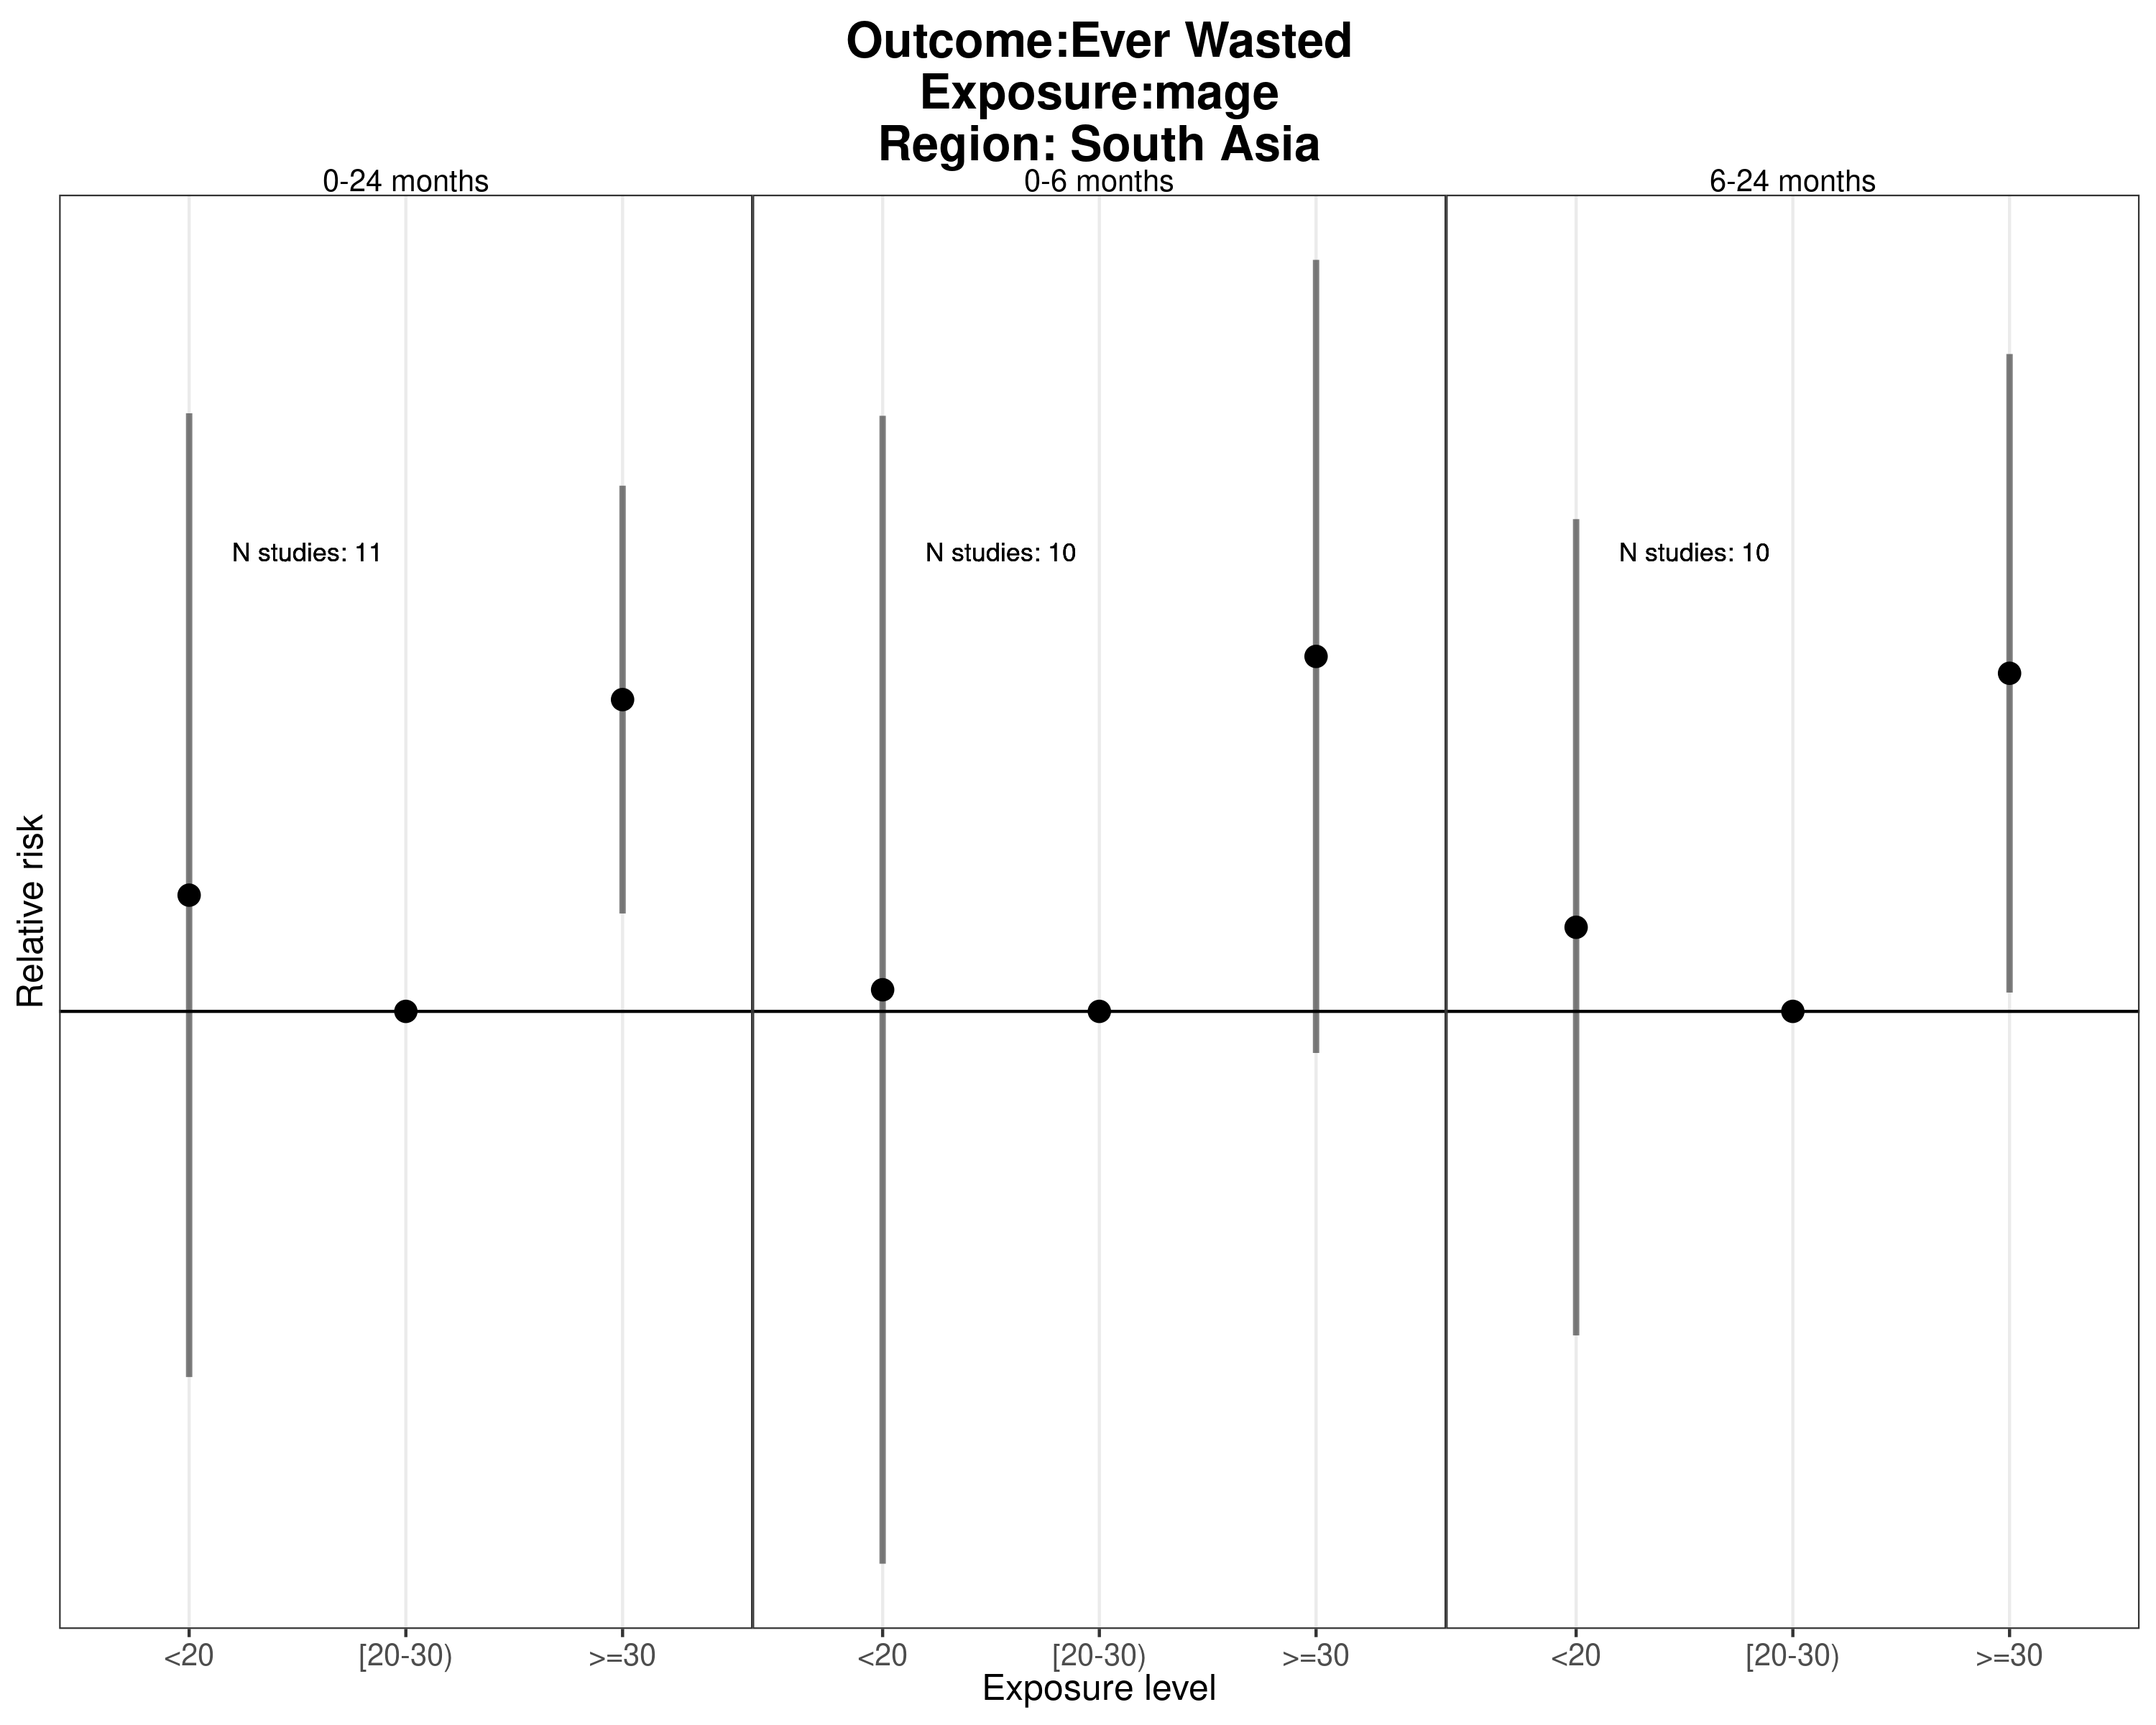 Outcome:Ever Wasted
Exposure:mage
Region: South Asia
0-24 months
0-6 months
6-24 months
N studies: 11
N studies: 10
N studies: 10
Relative risk
<20
[20-30)
>=30
<20
[20-30)
>=30
<20
[20-30)
>=30
Exposure level